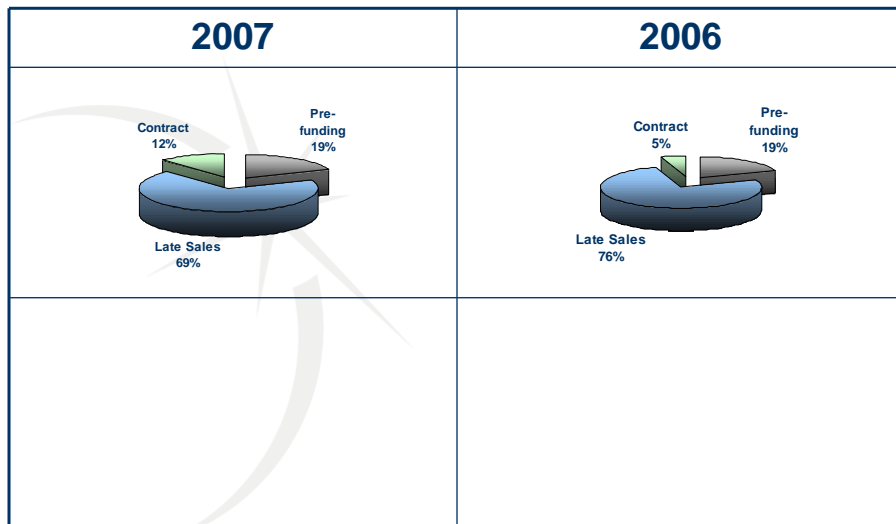 2007
2006
Contract
12%
Pre-
funding
19%
Late Sales
69%
Contract
5%
Pre-
funding
19%
Late Sales
76%